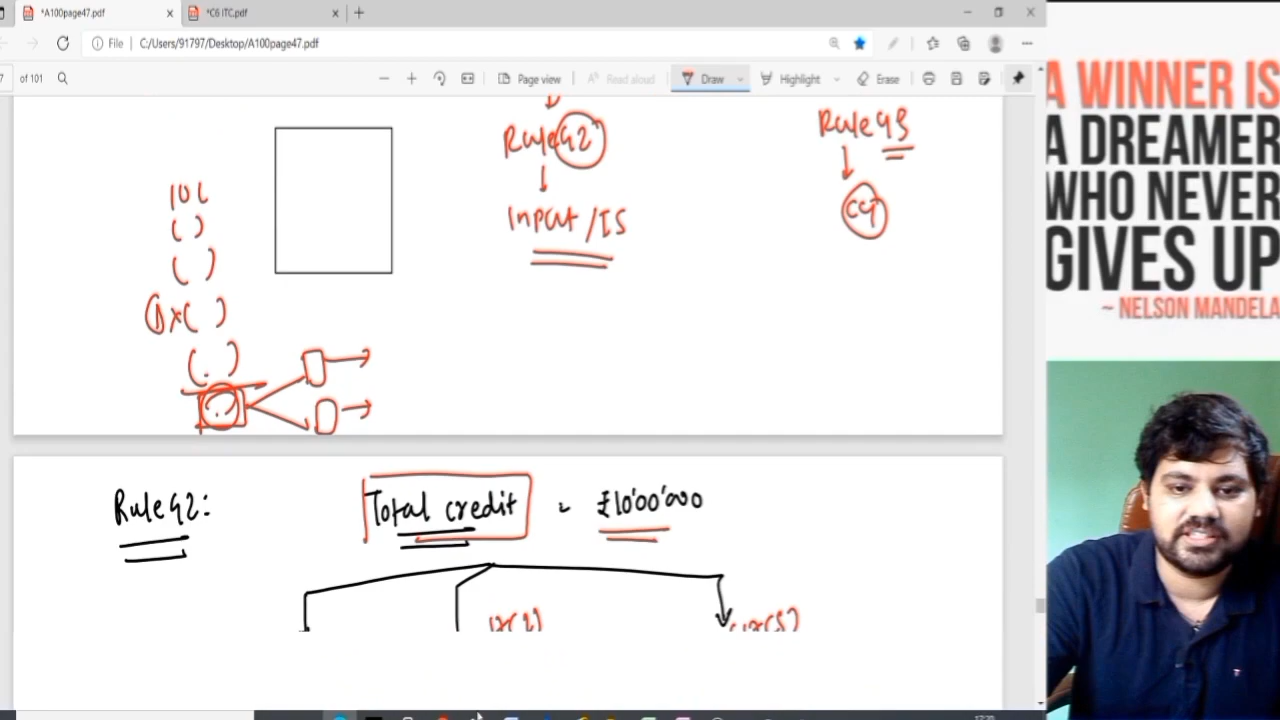 *A100page47.pdf
*C6 ITC.pdf
File C:/Users/91797/Desktop/A100page47.pdf
of 101
Page view
Read aloud
Draw
Highlight
Erase
Rule 42
Input / IS
Rule 43
CG
( )
( )
( )
Rule 42: Total credit = ₹10'00'000
A WINNER IS
A DREAMER
WHO NEVER
GIVES UP
~ NELSON MANDELA